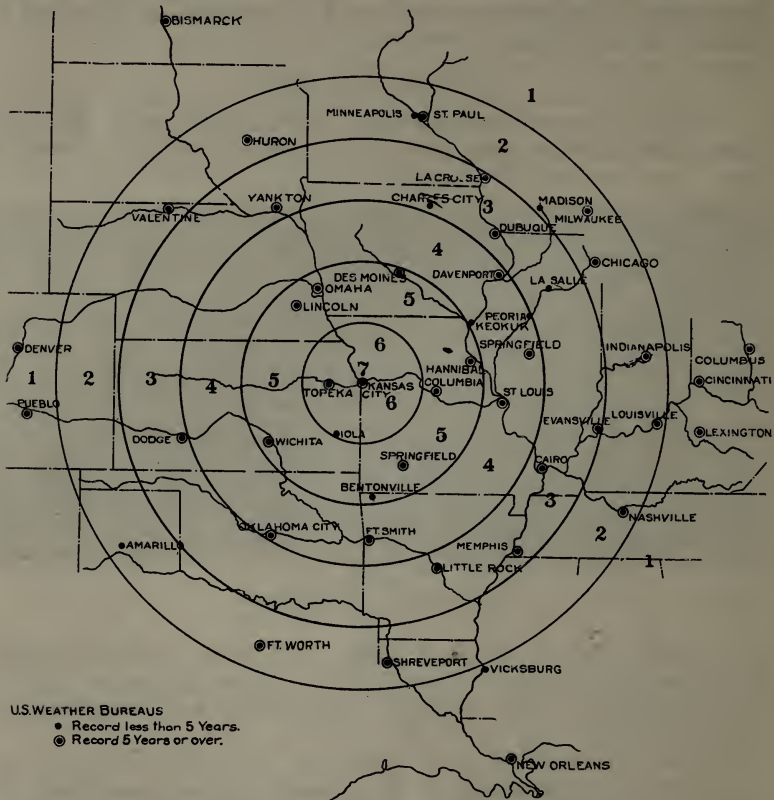 BISMARCK
1
MINNEAPOLIS
ST. PAUL
2
HURON
LA CROSSE
CHARLES CITY
3
MADISON
MILWAUKEE
YANKTON
VALENTINE
DUBUQUE
4
CHICAGO
DES MOINES
DAVENPORT
LA SALLE
OMAHA
5
LINCOLN
PEORIA
KEOKUK
6
SPRINGFIELD
INDIANAPOLIS
COLUMBUS
DENVER
HANNIBAL
1
2
3
4
5
7
TOPEKA
KANSAS
CITY
COLUMBIA
CINCINNATI
6
ST LOUIS
PUEBLO
EVANSVILLE
LOUISVILLE
LEXINGTON
DODGE
WICHITA
IOLA
5
SPRINGFIELD
4
CAIRO
BENTONVILLE
3
NASHVILLE
OKLAHOMA CITY
FT. SMITH
2
AMARILL
MEMPHIS
1
LITTLE ROCK
FT. WORTH
SHREVEPORT
VICKSBURG
U.S. WEATHER BUREAUS
Record less than 5 Years.
Record 5 Years or over.
NEW ORLEANS